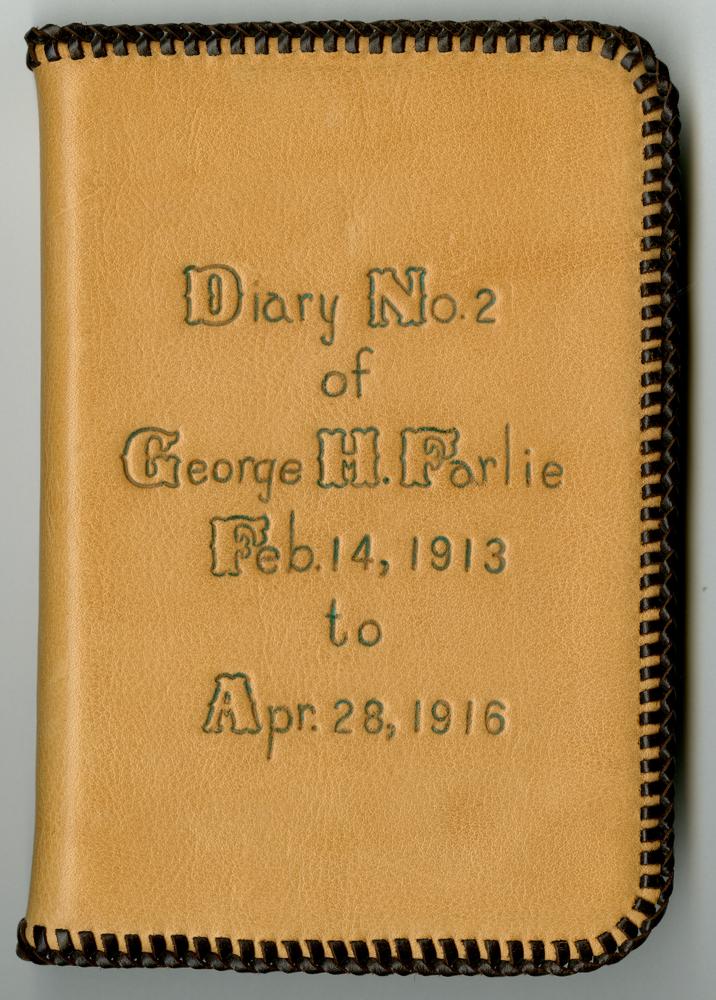 Diary No. 2
of
George H. Farlie
Feb. 14, 1913
to
Apr. 28, 1916